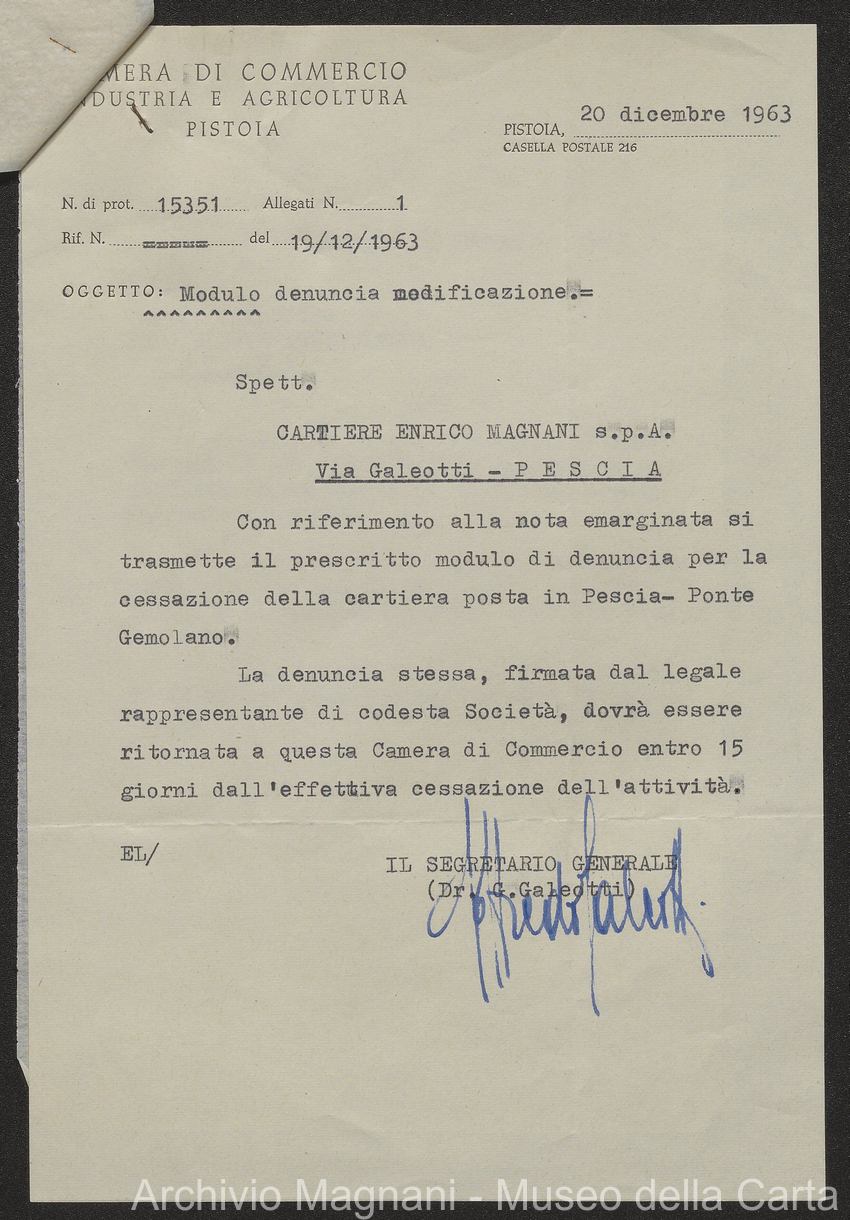 MERA DI COMMERCIO
NDUSTRIA E AGRICOLTURA
PISTOIA
PISTOIA, 20 dicembre 1963
CASELLA POSTALE 216
N. di prot. 15351 Allegati N. 1
Rif. N. ===== del 19/12/1963
OGGETTO: Modulo denuncia modificazione.=
^^^^^^^^^
Spett.
CARTIERE ENRICO MAGNANI s.p.A.
Via Galeotti - P E S C I A
Con riferimento alla nota emarginata si
trasmette il prescritto modulo di denuncia per la
cessazione della cartiera posta in Pescia- Ponte
Gemolano.
La denuncia stessa, firmata dal legale
rappresentante di codesta Società, dovrà essere
ritornata a questa Camera di Commercio entro 15
giorni dall'effettiva cessazione dell'attività.
EL/
IL SEGRETARIO GENERALE
(Dr. G.Galeotti)
Archivio Magnani - Museo della Carta